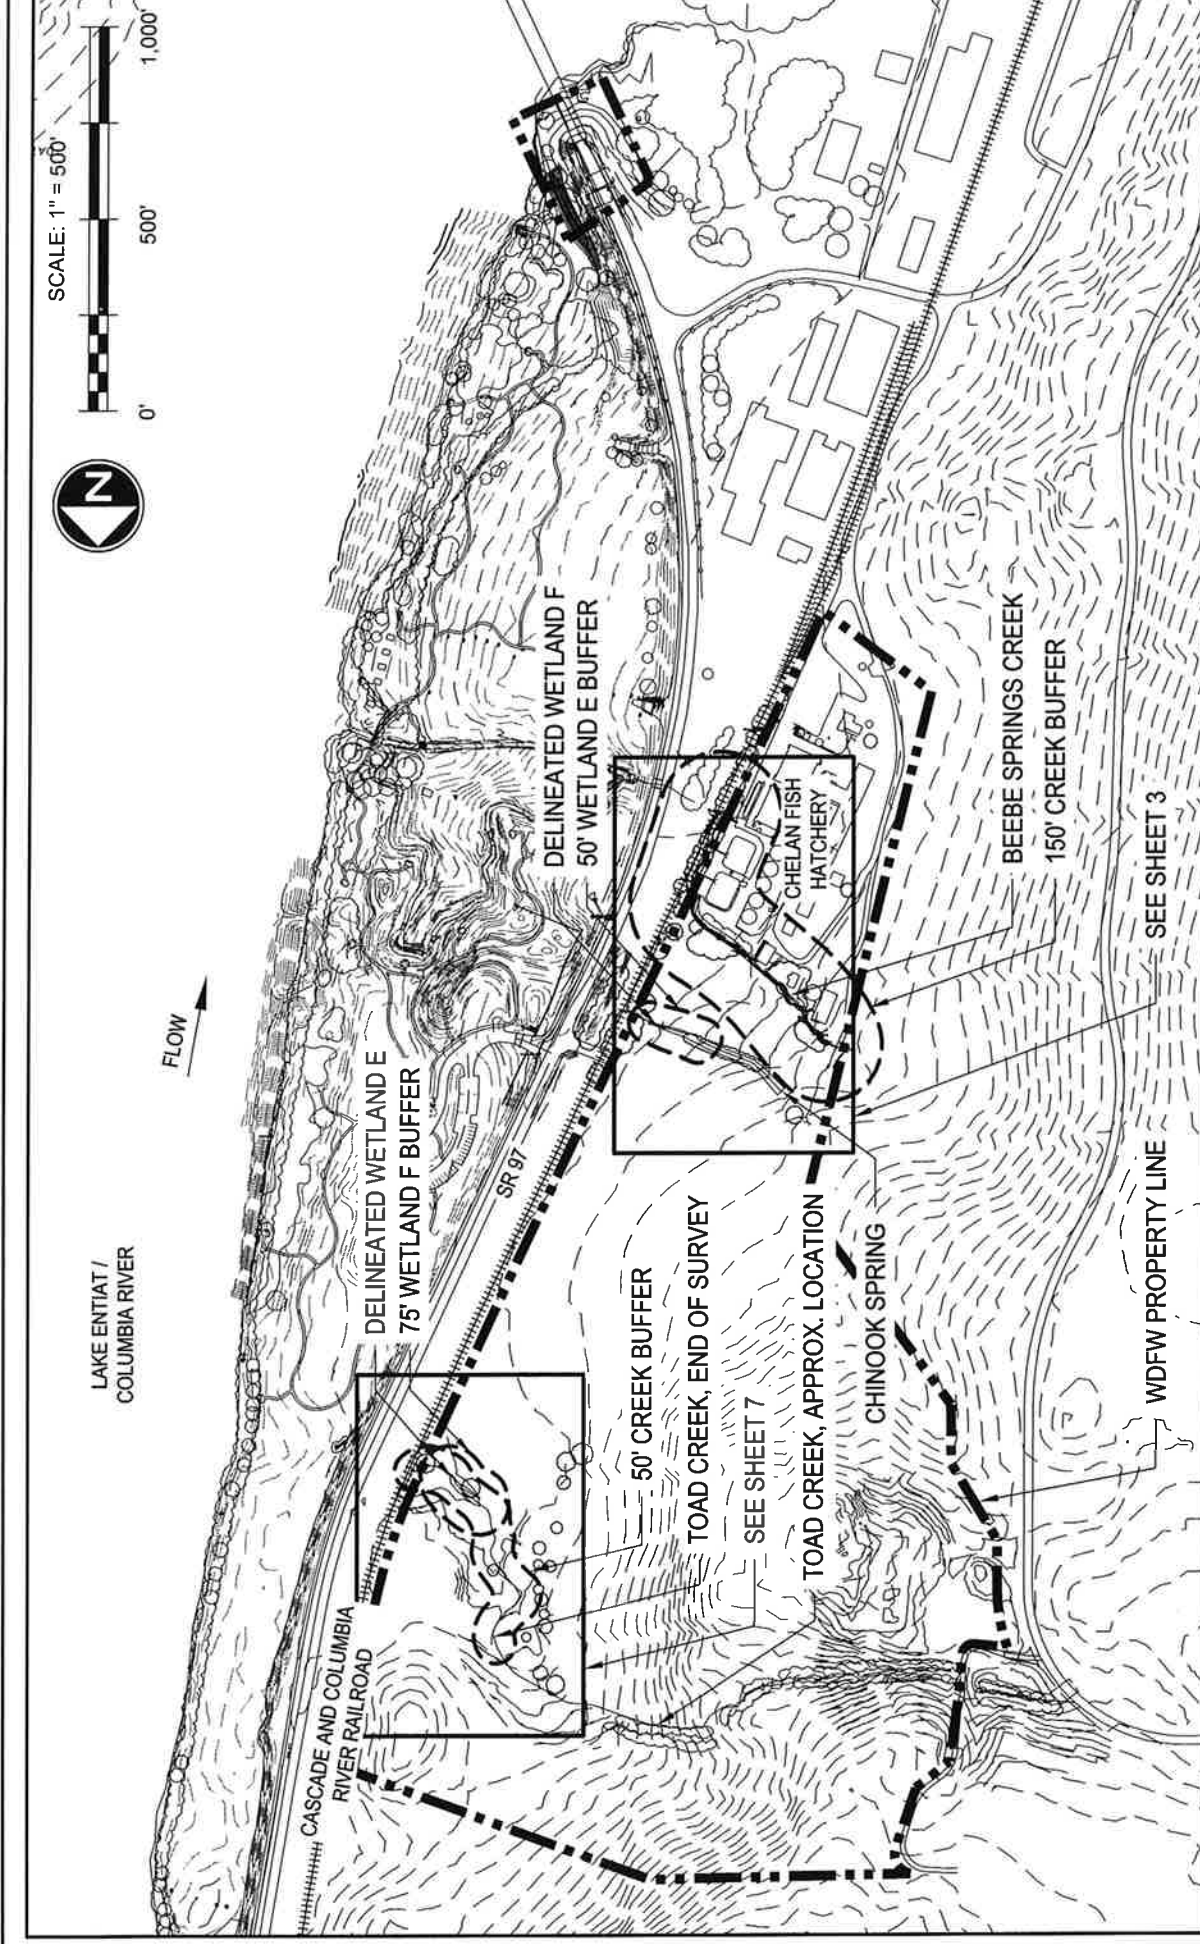 SCALE: 1" = 500'
0'
500'
1,000'
N
LAKE ENTIAT /
COLUMBIA RIVER
FLOW
DELINEATED WETLAND E
75' WETLAND F BUFFER
DELINEATED WETLAND F
50' WETLAND E BUFFER
SR 97
CASCADE AND COLUMBIA
RIVER RAILROAD
CHELAN FISH
HATCHERY
50' CREEK BUFFER
TOAD CREEK, END OF SURVEY
SEE SHEET 7
TOAD CREEK, APPROX. LOCATION
CHINOOK SPRING
BEEBE SPRINGS CREEK
150' CREEK BUFFER
SEE SHEET 3
WDFW PROPERTY LINE